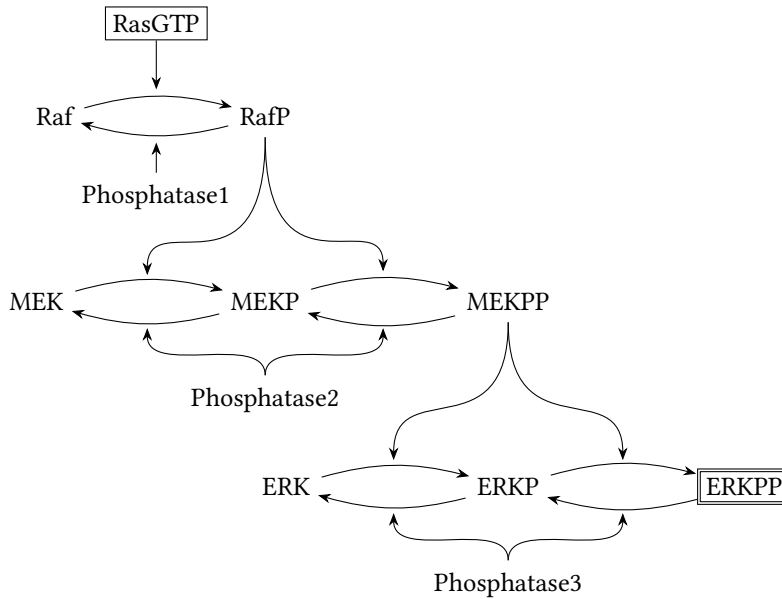 RasGTP
Raf RafP
Phosphatase1
MEK MEKP MEKPP
Phosphatase2
ERK ERKP ERKPP
Phosphatase3